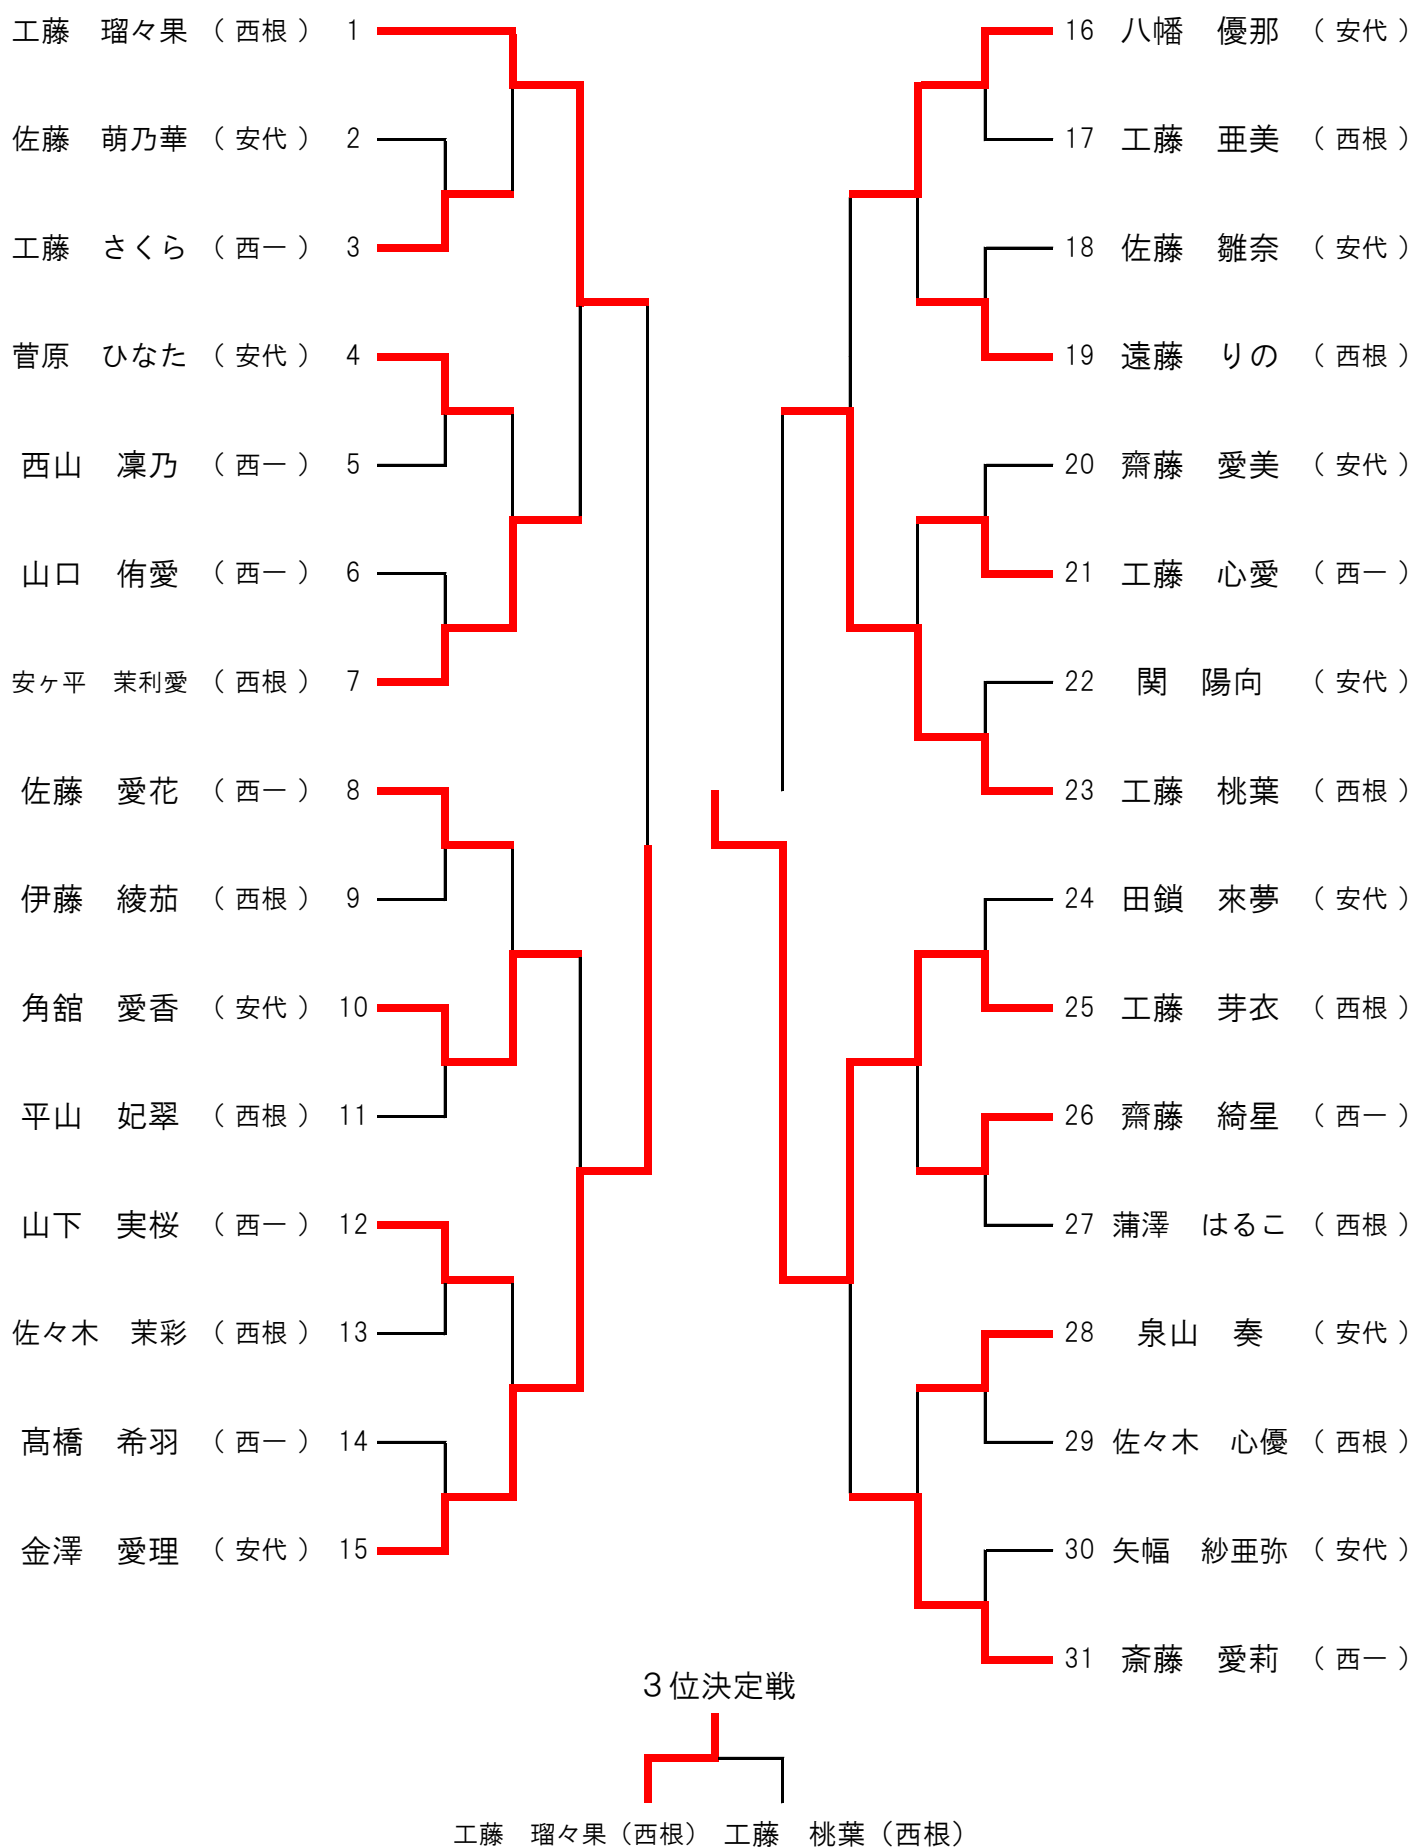 工藤　瑠々果 （ 西根 ） 1
佐藤　萌乃華 （ 安代 ） 2
工藤　さくら （ 西一 ） 3
菅原　ひなた （ 安代 ） 4
西山　凜乃 （ 西一 ） 5
山口　侑愛 （ 西一 ） 6
安ヶ平　茉利愛 （ 西根 ） 7
佐藤　愛花 （ 西一 ） 8
伊藤　綾茄 （ 西根 ） 9
角舘　愛香 （ 安代 ） 10
平山　妃翠 （ 西根 ） 11
山下　実桜 （ 西一 ） 12
佐々木　茉彩 （ 西根 ） 13
髙橋　希羽 （ 西一 ） 14
金澤　愛理 （ 安代 ） 15
16 八幡　優那 （ 安代 ）
17 工藤　亜美 （ 西根 ）
18 佐藤　雛奈 （ 安代 ）
19 遠藤　りの （ 西根 ）
20 齋藤　愛美 （ 安代 ）
21 工藤　心愛 （ 西一 ）
22 関　陽向 （ 安代 ）
23 工藤　桃葉 （ 西根 ）
24 田鎖　來夢 （ 安代 ）
25 工藤　芽衣 （ 西根 ）
26 齋藤　綺星 （ 西一 ）
27 蒲澤　はるこ （ 西根 ）
28 泉山　奏 （ 安代 ）
29 佐々木　心優 （ 西根 ）
30 矢幅　紗亜弥 （ 安代 ）
31 斎藤　愛莉 （ 西一 ）
３位決定戦
工藤　瑠々果（西根） 工藤　桃葉（西根）